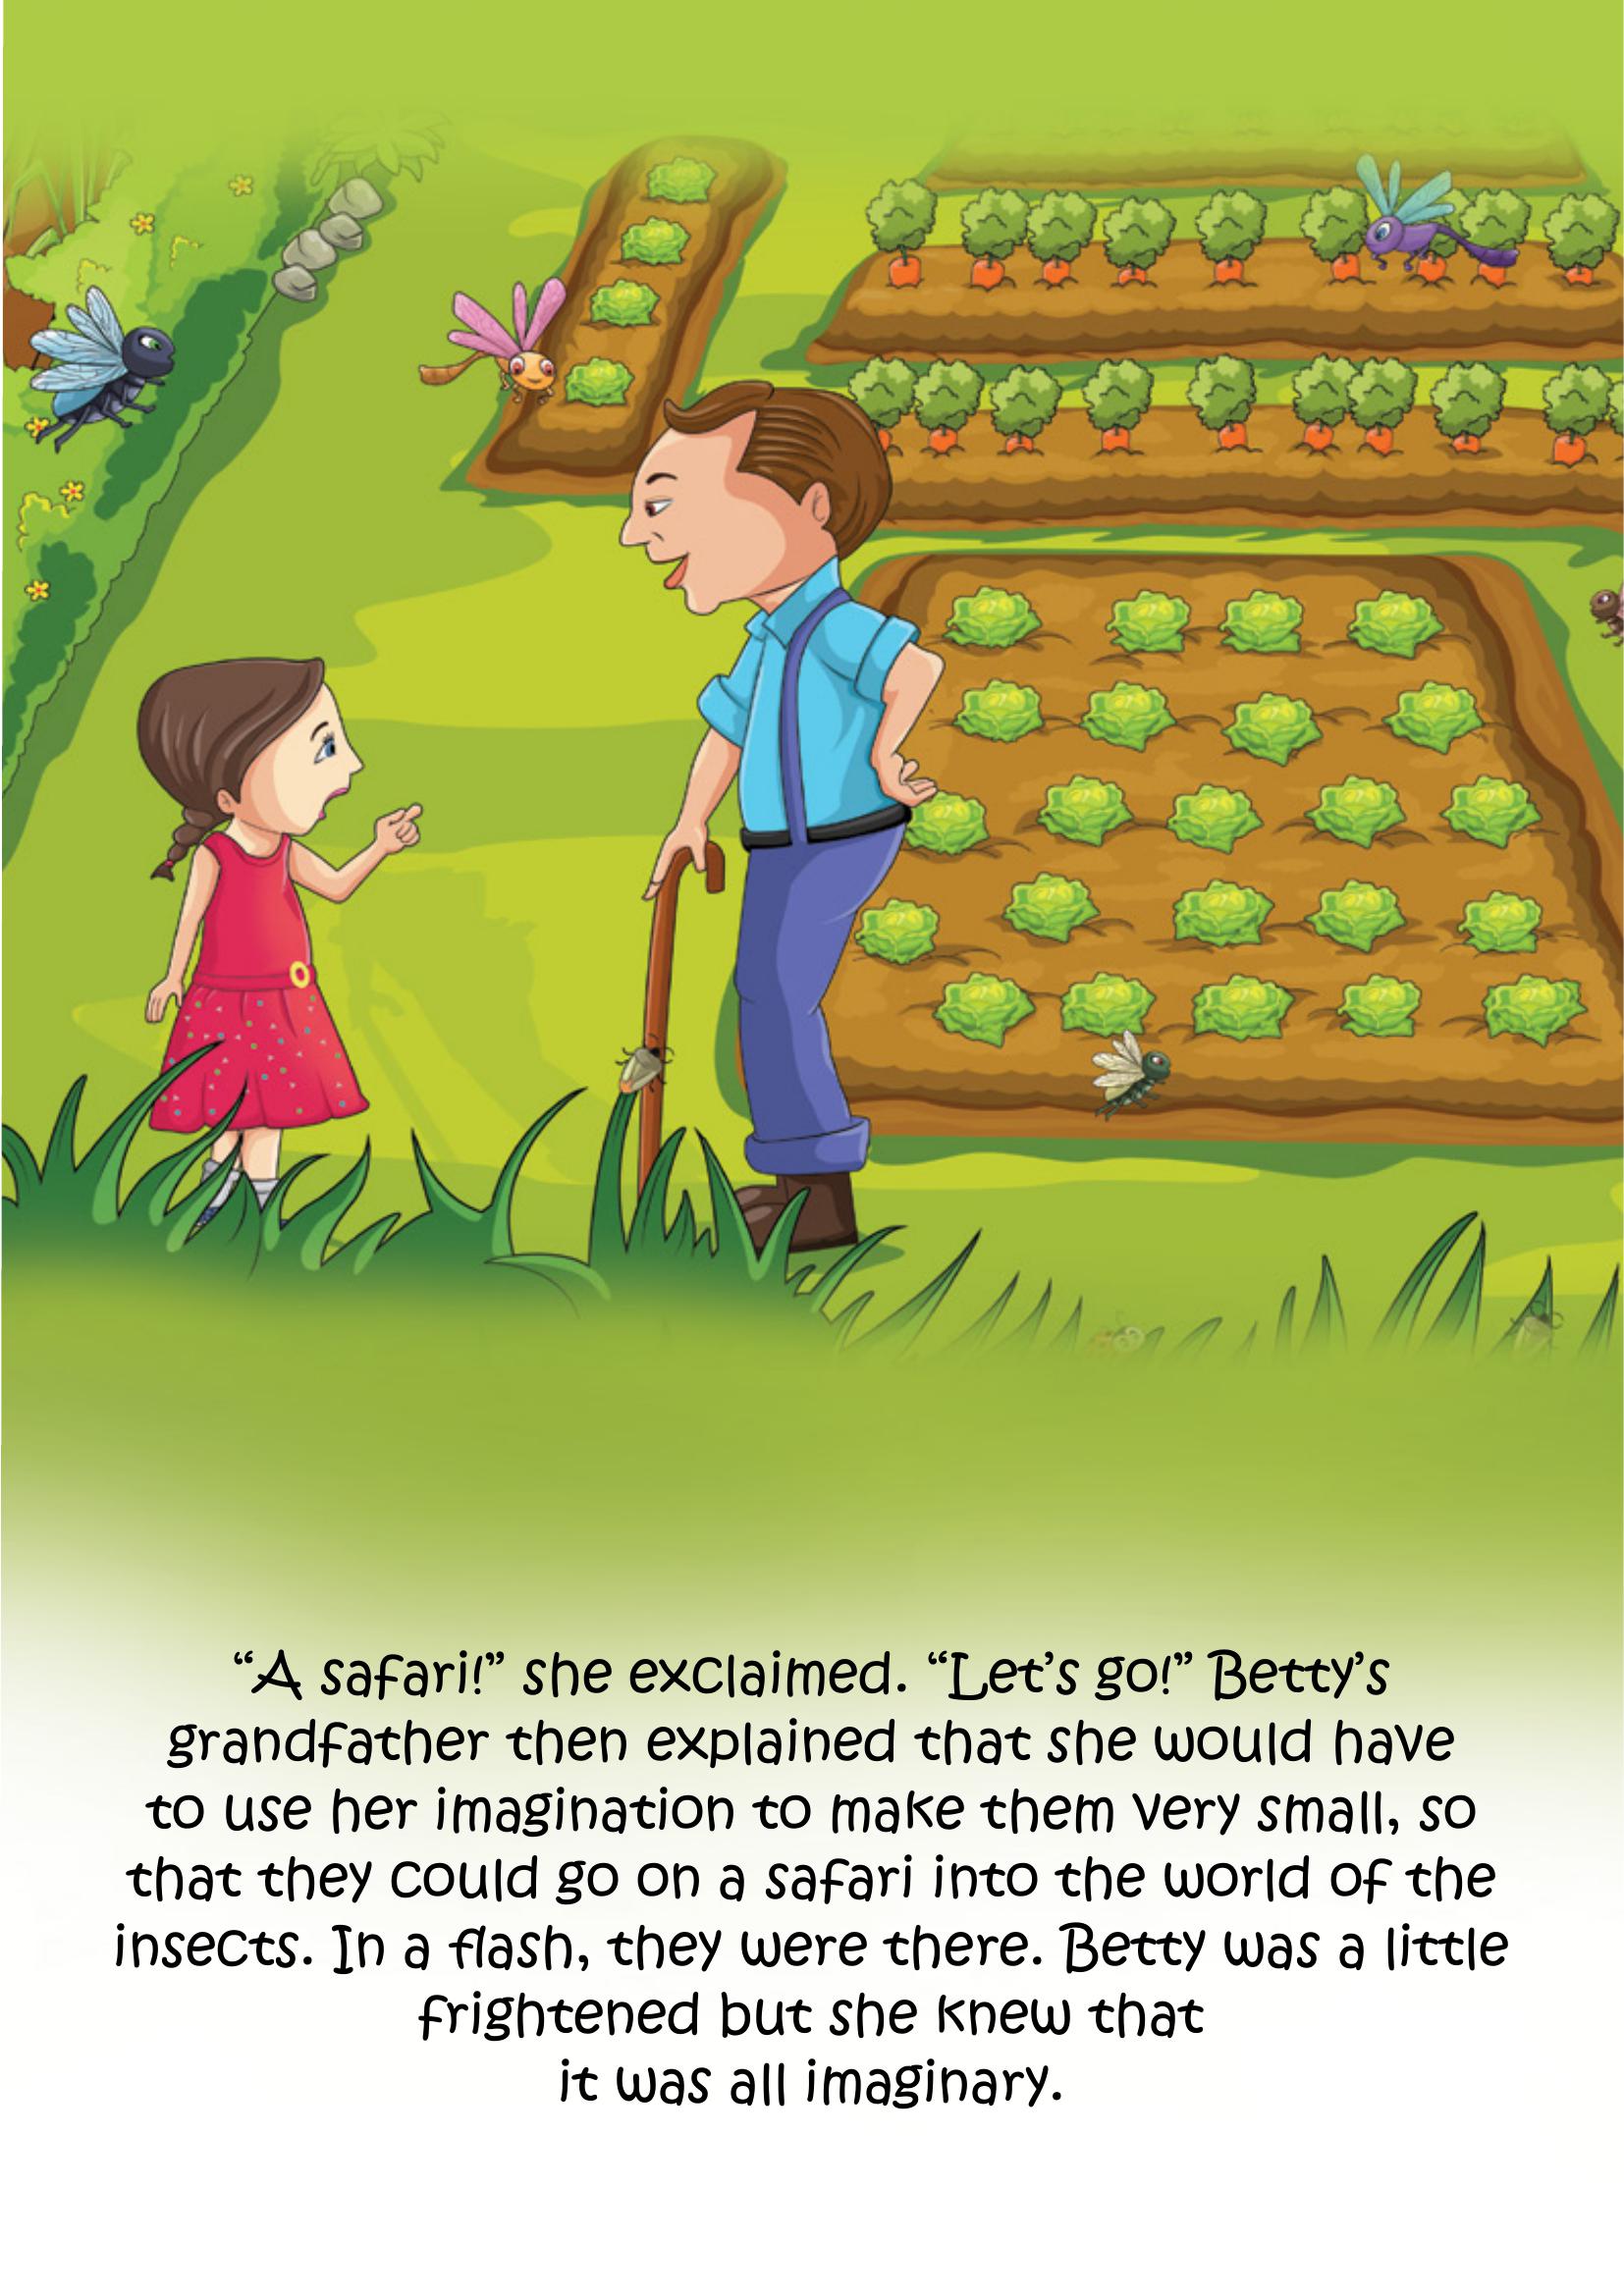 “A safari!” she exclaimed. “Let’s go!” Betty’s
grandfather then explained that she would have
to use her imagination to make them very small, so
that they could go on a safari into the world of the
insects. In a flash, they were there. Betty was a little
frightened but she knew that
it was all imaginary.